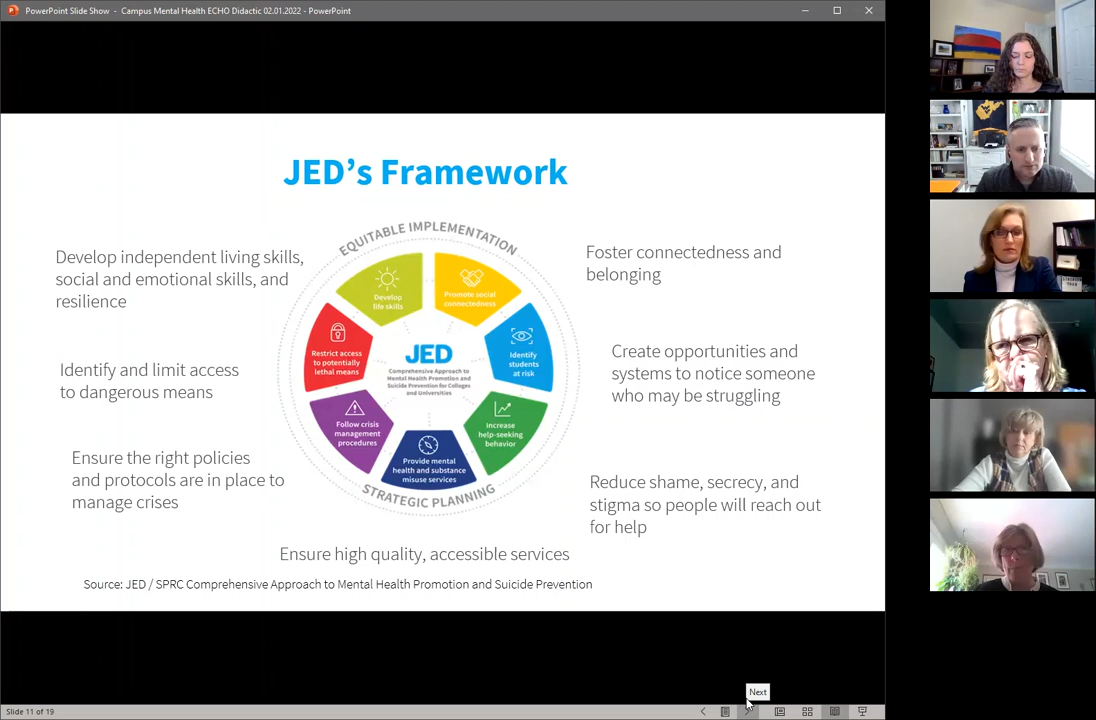 PowerPoint Slide Show - Campus Mental Health ECHO Didactic 02.01.2022 - PowerPoint
JED's Framework
EQUITABLE IMPLEMENTATION
Develop independent living skills,
social and emotional skills, and
resilience
Identify and limit access
to dangerous means
Ensure the right policies
and protocols are in place to
manage crises
Develop
life skills
Promote social
connectedness
Restrict access
to potentially
lethal means
Identify
students
at risk
JED
Comprehensive Approach to
Mental Health Promotion and
Suicide Prevention for Colleges
and Universities
Follow crisis
management
procedures
Increase
help-seeking
behavior
Provide mental
health and substance
misuse services
STRATEGIC PLANNING
Foster connectedness and
belonging
Create opportunities and
systems to notice someone
who may be struggling
Reduce shame, secrecy, and
stigma so people will reach out
for help
Ensure high quality, accessible services
Source: JED / SPRC Comprehensive Approach to Mental Health Promotion and Suicide Prevention
Next
Slide 11 of 19